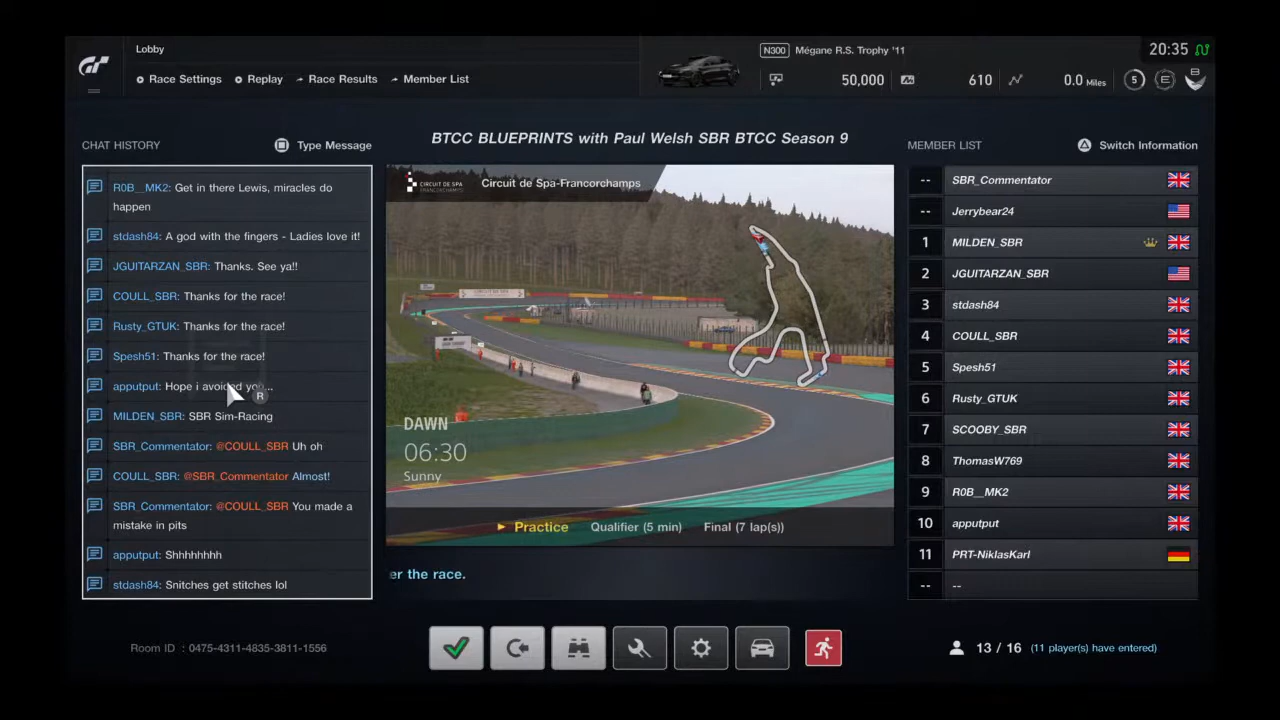 Lobby
Race Settings
Replay
Race Results
Member List
N300
Mégane R.S. Trophy '11
50,000
610
0.0 Miles
5
E
B
20:35
CHAT HISTORY
Type Message
R0B__MK2: Get in there Lewis, miracles do
happen
stdash84: A god with the fingers - Ladies love it!
JGUITARZAN_SBR: Thanks. See ya!!
COULL_SBR: Thanks for the race!
Rusty_GTUK: Thanks for the race!
Spesh51: Thanks for the race!
apputput: Hope i avoided
R
MILDEN_SBR: SBR Sim-Racing
SBR_Commentator: @COULL_SBR Uh oh
COULL_SBR: @SBR_Commentator Almost!
SBR_Commentator: @COULL_SBR You made a
mistake in pits
apputput: Shhhhhhhh
stdash84: Snitches get stitches lol
BTCC BLUEPRINTS with Paul Welsh SBR BTCC Season 9
CIRCUIT DE SPA
FRANCORCHAMPS
Circuit de Spa-Francorchamps
DAWN
06:30
Sunny
Practice
Qualifier (5 min)
Final (7 lap(s))
er the race.
MEMBER LIST
Switch Information
-- SBR_Commentator
-- Jerrybear24
1 MILDEN_SBR
2 JGUITARZAN_SBR
3 stdash84
4 COULL_SBR
5 Spesh51
6 Rusty_GTUK
7 SCOOBY_SBR
8 ThomasW769
9 R0B__MK2
10 apputput
11 PRT-NiklasKarl
-- --
Room ID : 0475-4311-4835-3811-1556
13 / 16 (11 player(s) have entered)